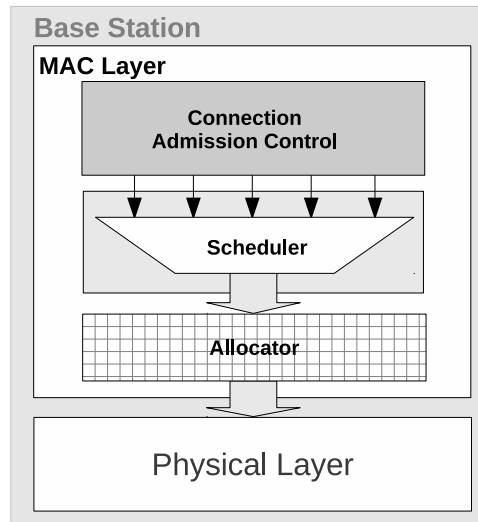 Base Station
MAC Layer
Connection
Admission Control
Scheduler
Allocator
Physical Layer